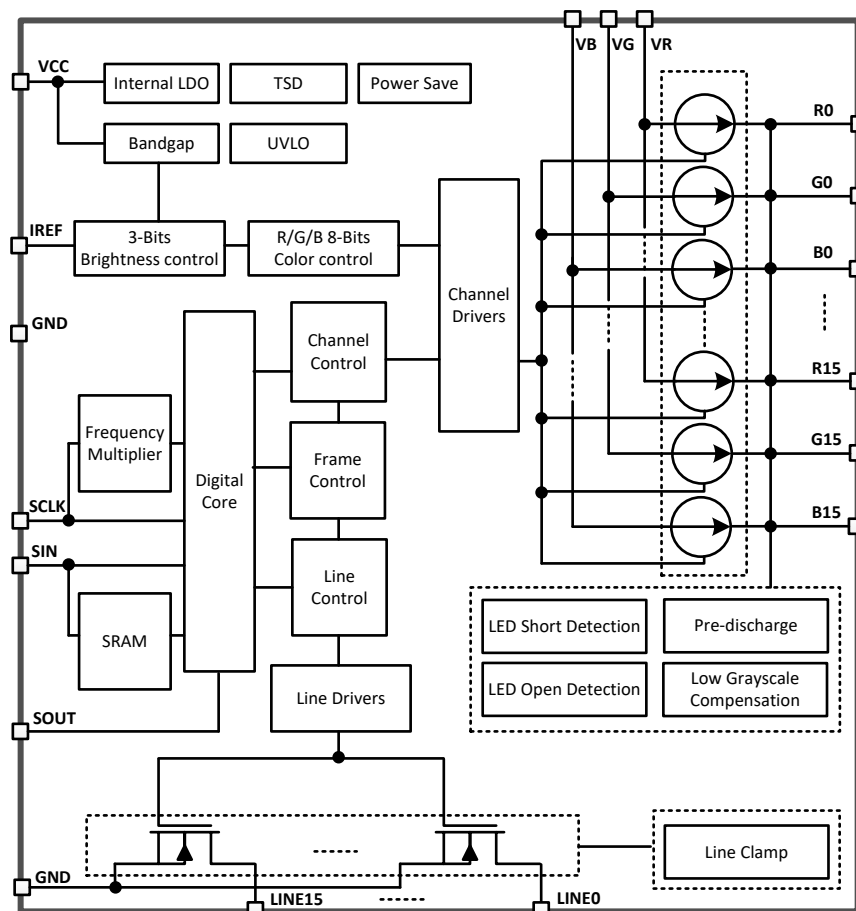 VB VG VR
VCC
Internal LDO
TSD
Power Save
R0
Bandgap
UVLO
G0
IREF
3-Bits
Brightness control
R/G/B 8-Bits
Color control
B0
Channel
Drivers
GND
Channel
Control
R15
Frequency
Multiplier
Digital
Core
Frame
Control
G15
SCLK
B15
SIN
Line
Control
SRAM
LED Short Detection
Pre-discharge
LED Open Detection
Low Grayscale
Compensation
Line Drivers
SOUT
Line Clamp
GND
LINE15
LINE0